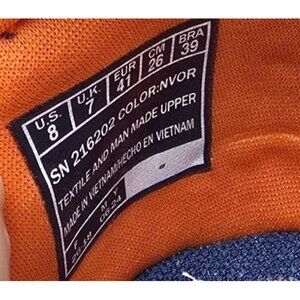 U.S. U.K. EUR CM BRA
8 7 41 26 39
SN 216202 COLOR:NVOR
TEXTILE AND MAN MADE UPPER
MADE IN VIETNAM/HECHO EN VIETNAM
F M Y